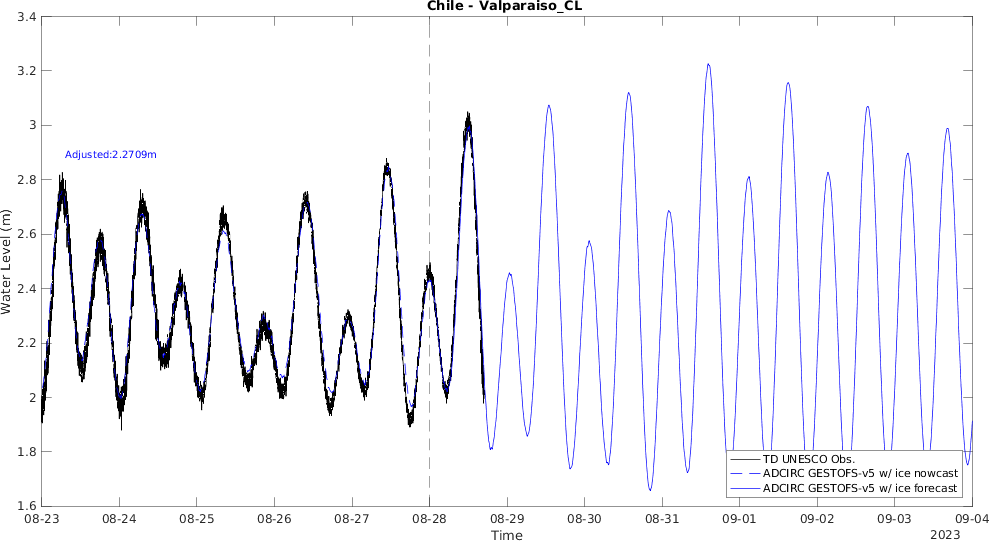 Chile - Valparaiso_CL
3.4
3.2
3
2.8
2.6
2.4
2.2
2
1.8
1.6
Water Level (m)
Adjusted:2.2709m
TD UNESCO Obs.
ADCIRC GESTOFS-v5 w/ ice nowcast
ADCIRC GESTOFS-v5 w/ ice forecast
08-23 08-24 08-25 08-26 08-27 08-28 08-29 08-30 08-31 09-01 09-02 09-03 09-04
Time
2023